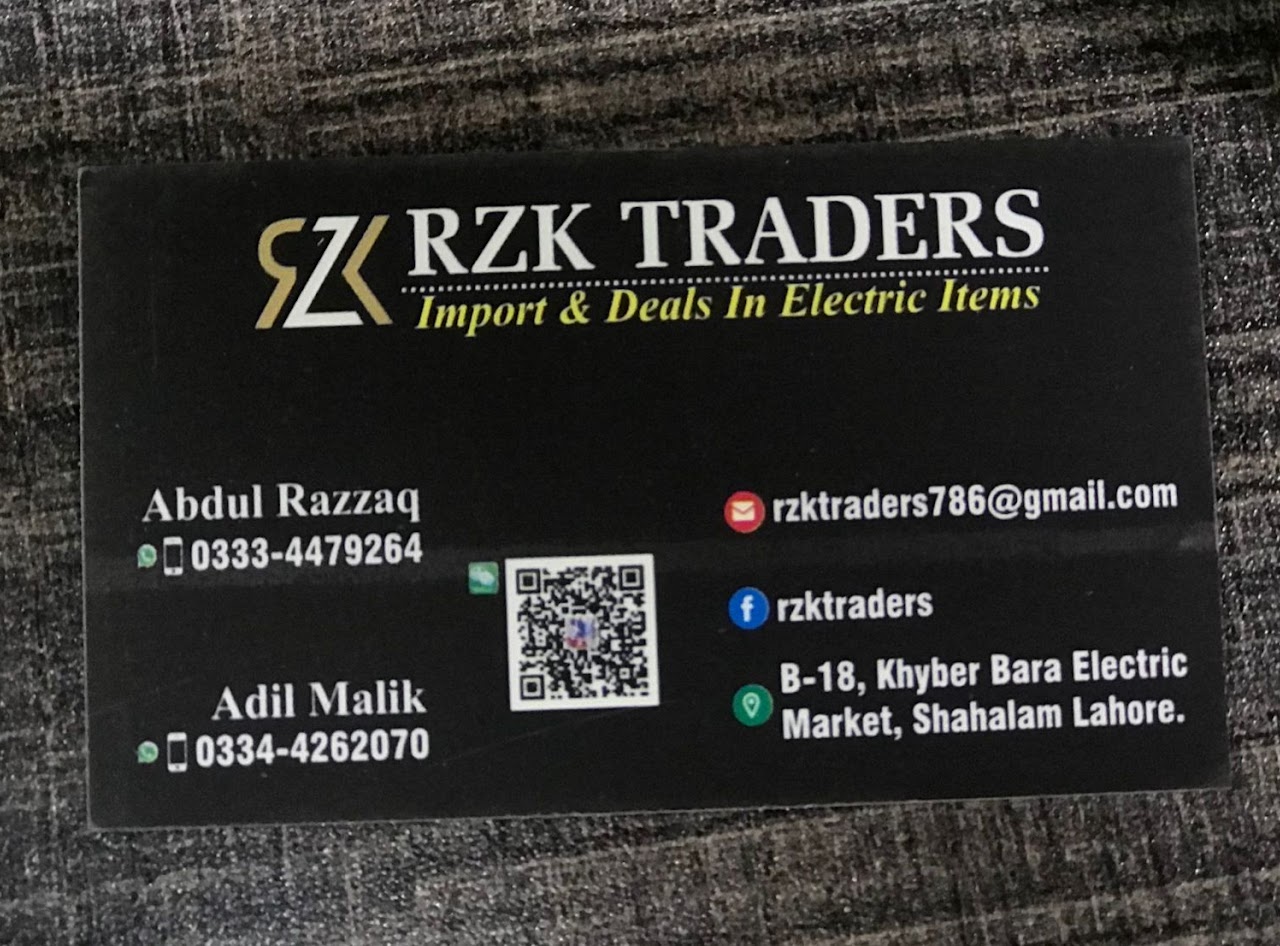 RZK
RZK TRADERS
Import & Deals In Electric Items
Abdul Razzaq
0333-4479264
Adil Malik
0334-4262070
rzktraders786@gmail.com
f rzktraders
B-18, Khyber Bara Electric
Market, Shahalam Lahore.